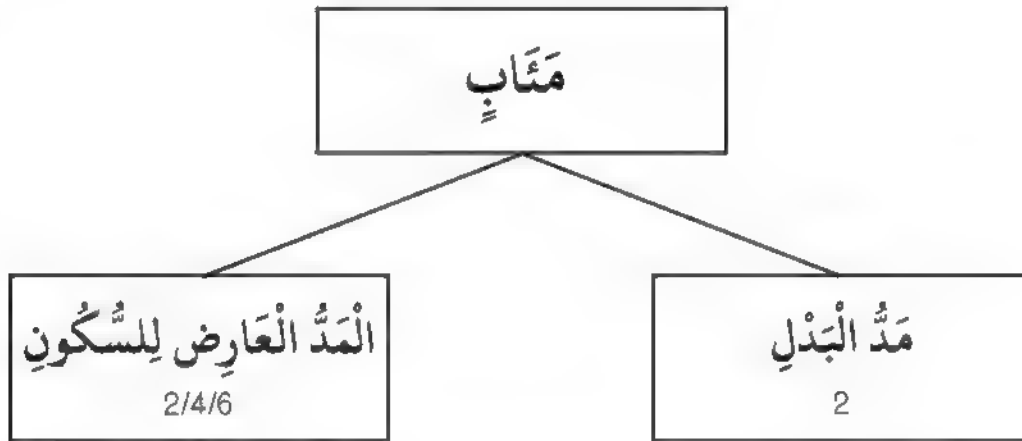 مَئَابٍ
مَدُّ الْبَدْلِ
2
الْمَدُّ الْعَارِض لِلسُّكُونِ
2/4/6